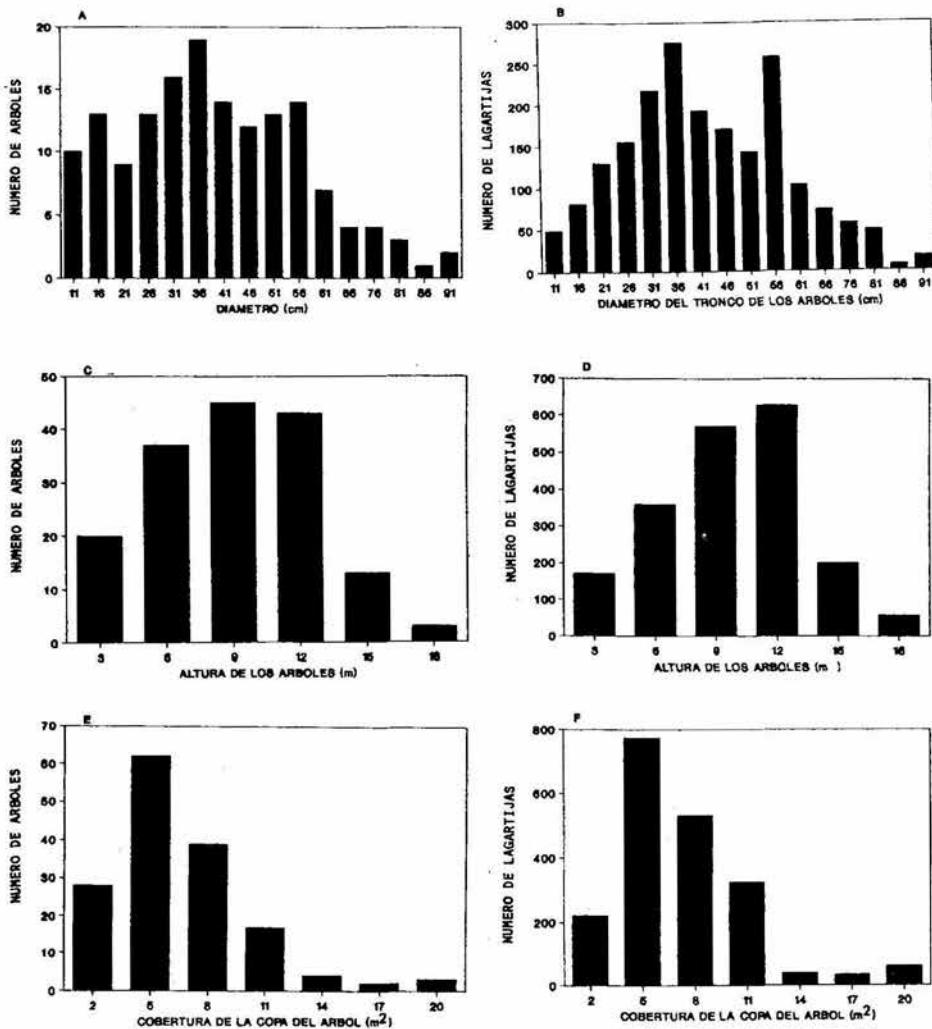 A
NUMERO DE ARBOLES
20
15
10
5
0
11 16 21 26 31 36 41 46 51 56 61 66 76 81 86 91
DIAMETRO (cm)
B
NUMERO DE LAGARTIJAS
300
250
200
150
100
50
0
11 16 21 26 31 36 41 46 51 56 61 66 76 81 86 91
DIAMETRO DEL TRONCO DE LOS ARBOLES (cm)
C
NUMERO DE ARBOLES
50
40
30
20
10
0
3 6 9 12 15 18
ALTURA DE LOS ARBOLES (m)
D
NUMERO DE LAGARTIJAS
700
600
500
400
300
200
100
0
3 6 9 12 15 18
ALTURA DE LOS ARBOLES (m )
E
NUMERO DE ARBOLES
70
60
50
40
30
20
10
0
2 5 8 11 14 17 20
COBERTURA DE LA COPA DEL ARBOL (m²)
F
NUMERO DE LAGARTIJAS
800
600
400
200
0
2 5 8 11 14 17 20
COBERTURA DE LA COPA DEL ARBOL (m²)